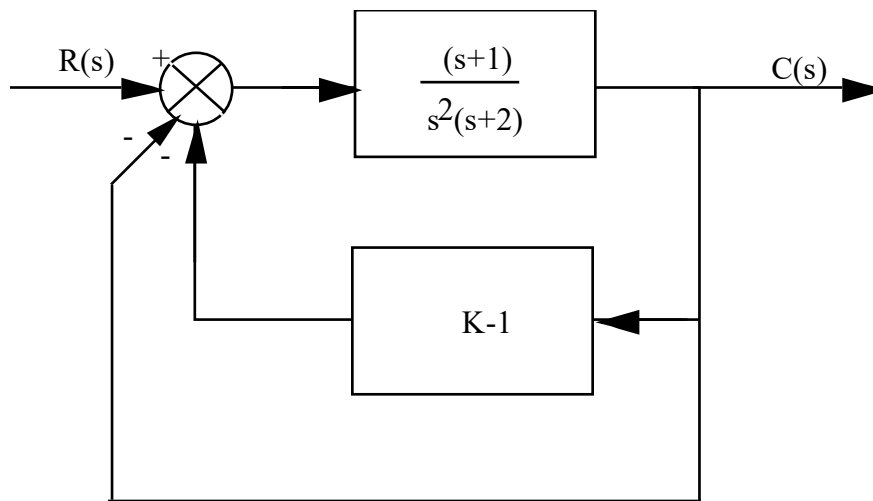 R(s)
+
(s+1)
s²(s+2)
C(s)
-
-
K-1